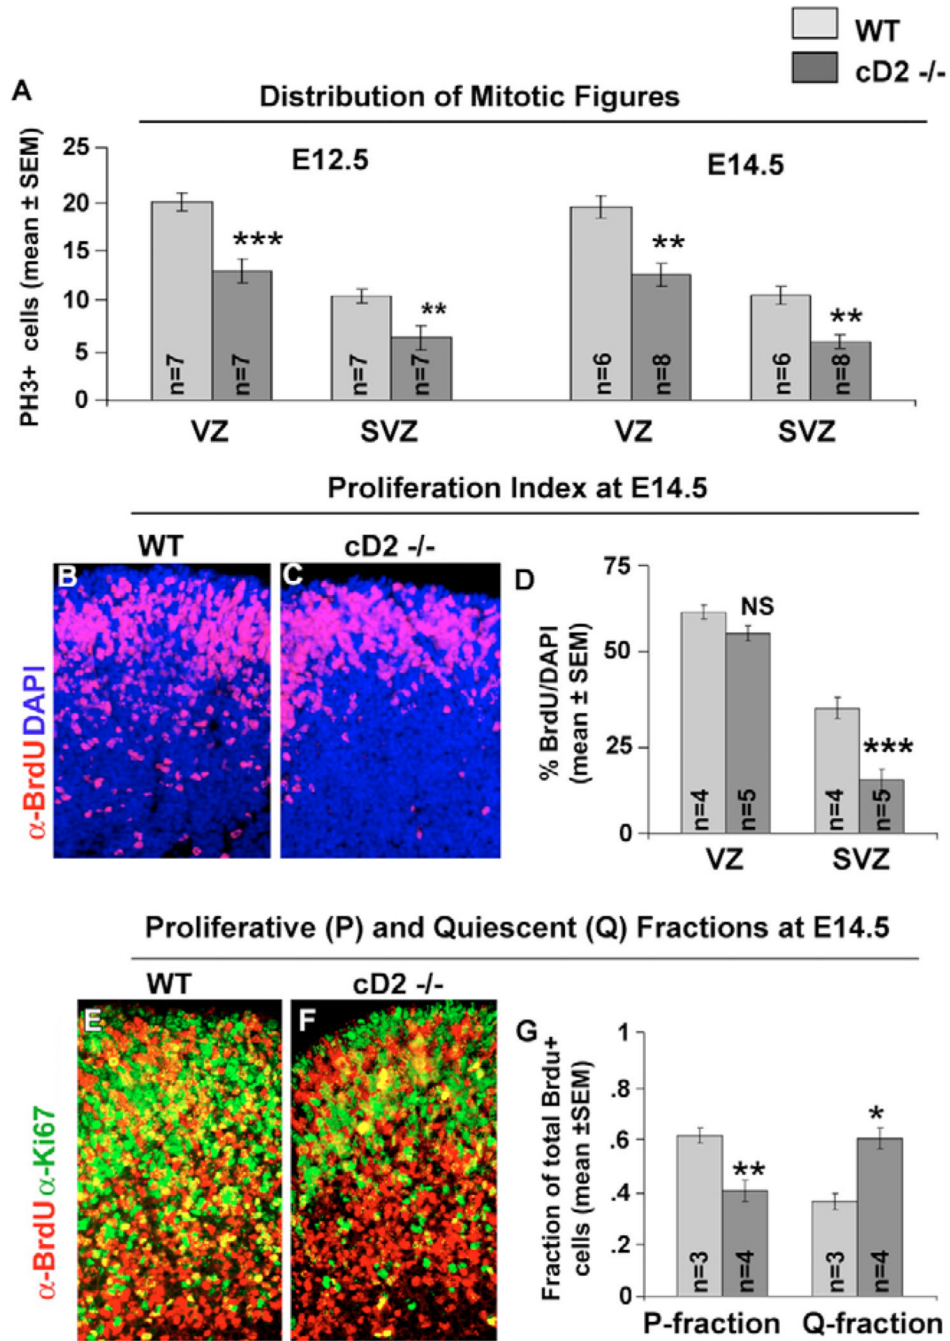 WT
cD2 -/-
A
Distribution of Mitotic Figures
E12.5
E14.5
PH3+ cells (mean ± SEM)
25
20
15
10
5
0
***
**
**
**
n=7
n=7
n=7
n=7
n=6
n=8
n=6
n=8
VZ
SVZ
VZ
SVZ
Proliferation Index at E14.5
WT
cD2 -/-
B
C
α-BrdU DAPI
D
% BrdU/DAPI
(mean ± SEM)
75
50
25
0
NS
***
n=4
n=5
n=4
n=5
VZ
SVZ
Proliferative (P) and Quiescent (Q) Fractions at E14.5
WT
cD2 -/-
E
F
α-BrdU α-Ki67
G
Fraction of total Brdu+
cells (mean ±SEM)
1
.8
.6
.4
.2
0
**
*
n=3
n=4
n=3
n=4
P-fraction
Q-fraction